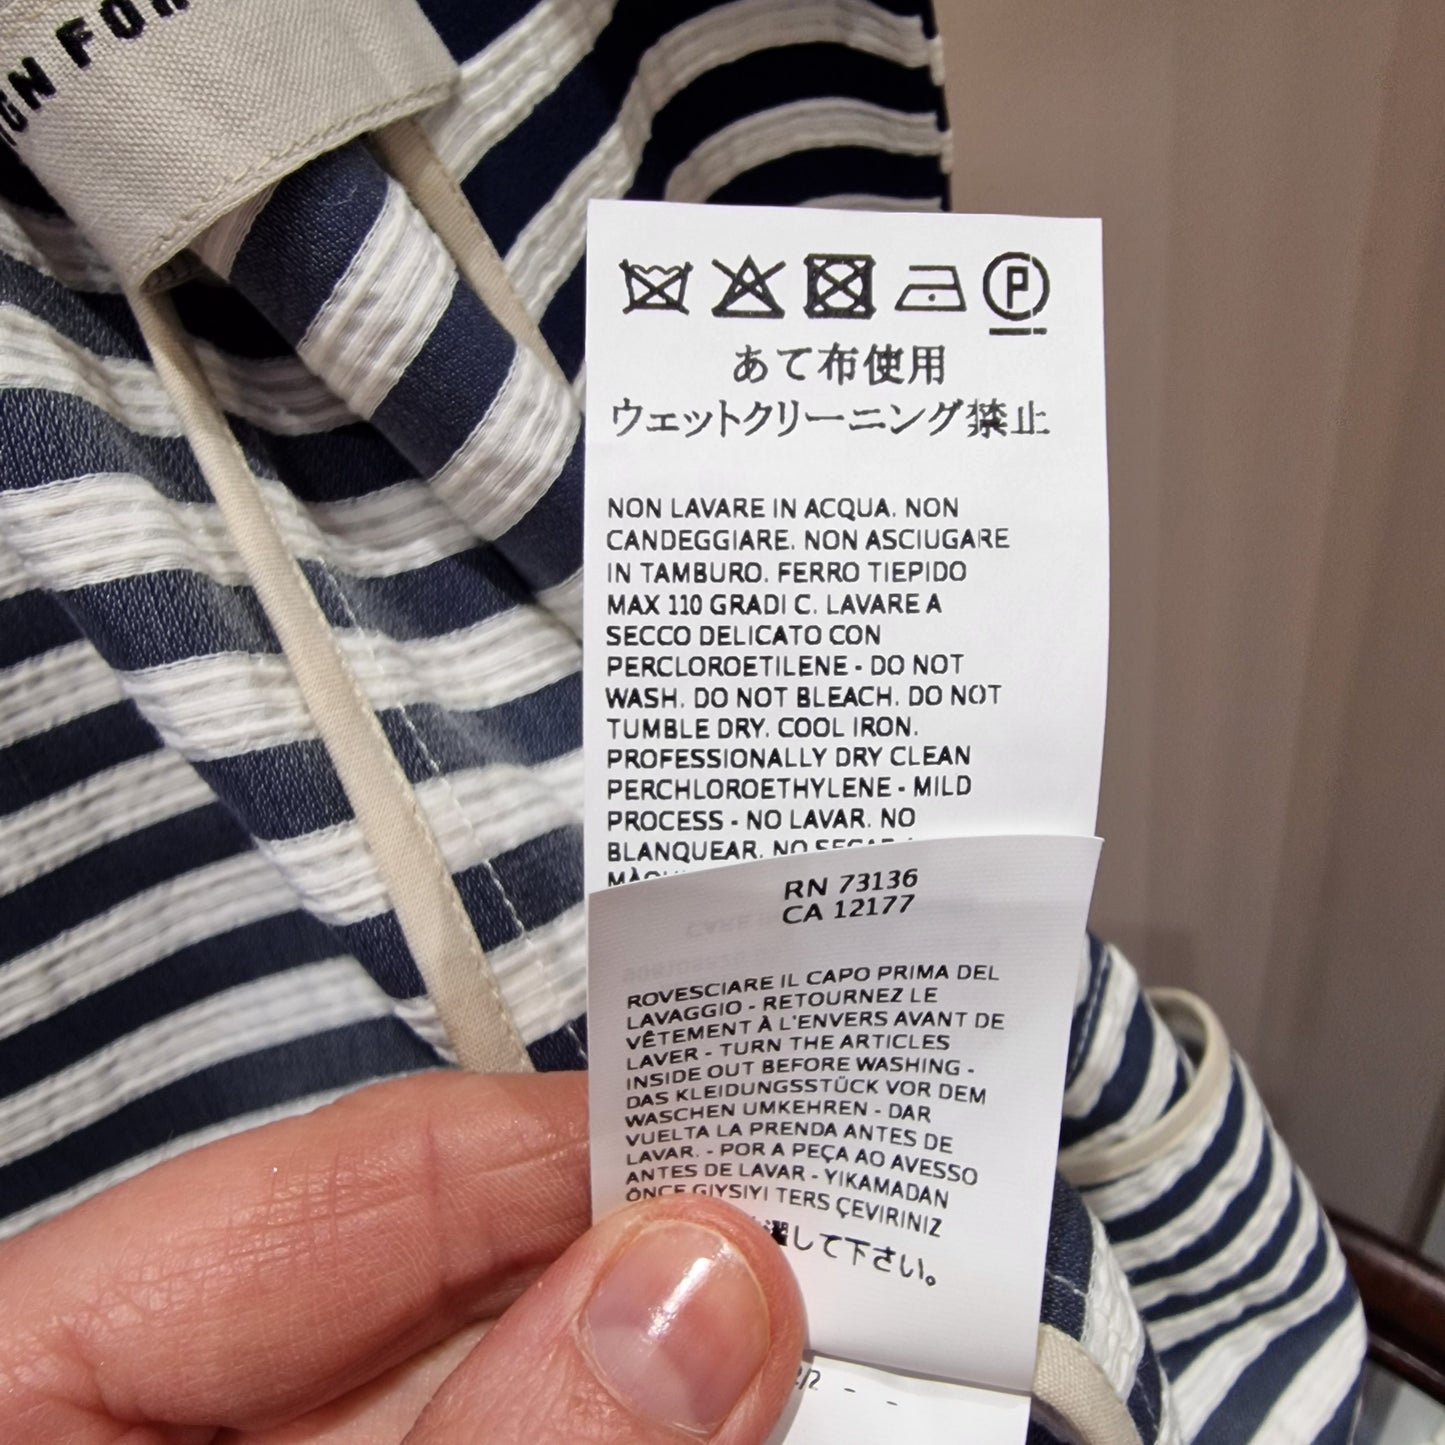 FOR
P
あて布使用
ウェットクリーニング禁止
NON LAVARE IN ACQUA. NON
CANDEGGIARE. NON ASCIUGARE
IN TAMBURO. FERRO TIEPIDO
MAX 110 GRADI C. LAVARE A
SECCO DELICATO CON
PERCLOROETILENE - DO NOT
WASH. DO NOT BLEACH. DO NOT
TUMBLE DRY. COOL IRON.
PROFESSIONALLY DRY CLEAN
PERCHLOROETHYLENE - MILD
PROCESS - NO LAVAR. NO
BLANQUEAR. NO SECAR
RN 73136
CA 12177
ROVESCIARE IL CAPO PRIMA DEL
LAVAGGIO - RETOURNEZ LE
VÊTEMENT À L'ENVERS AVANT DE
LAVER - TURN THE ARTICLES
INSIDE OUT BEFORE WASHING -
DAS KLEIDUNGSSTÜCK VOR DEM
WASCHEN UMKEHREN - DAR
VUELTA LA PRENDA ANTES DE
LAVAR. - POR A PEÇA AO AVESSO
ANTES DE LAVAR - YIKAMADAN
ÖNCE GIYSIYI TERS ÇEVIRINIZ
して下さい。
2/2 - -